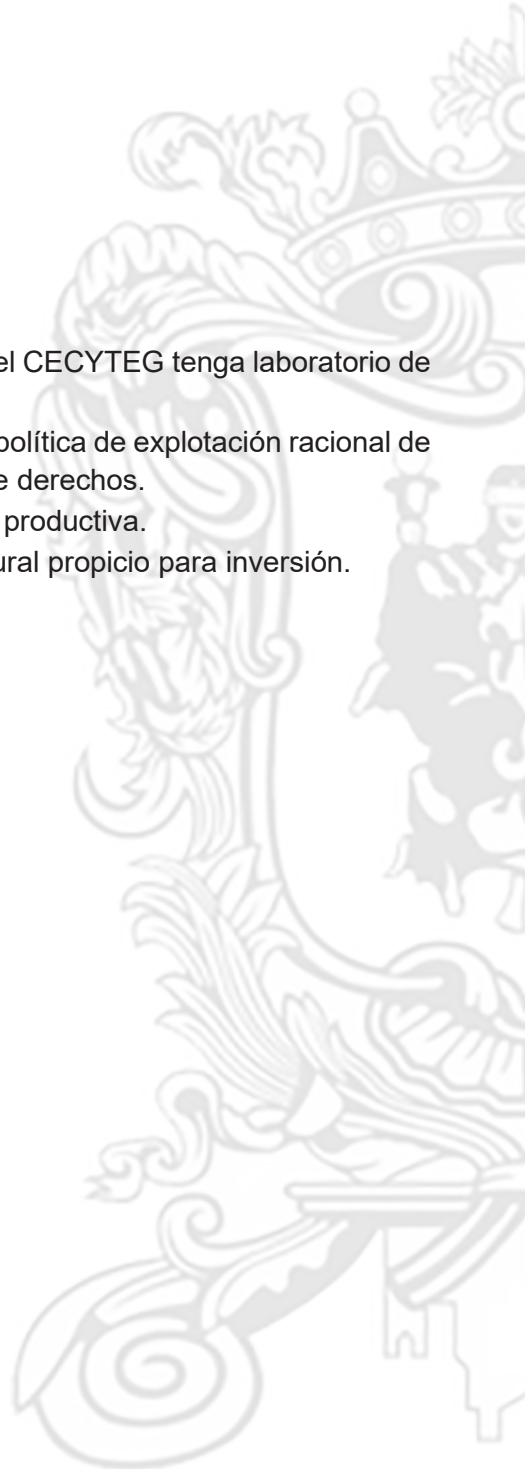 el CECYTEG tenga laboratorio de
política de explotación racional de
e derechos.
productiva.
ural propicio para inversión.